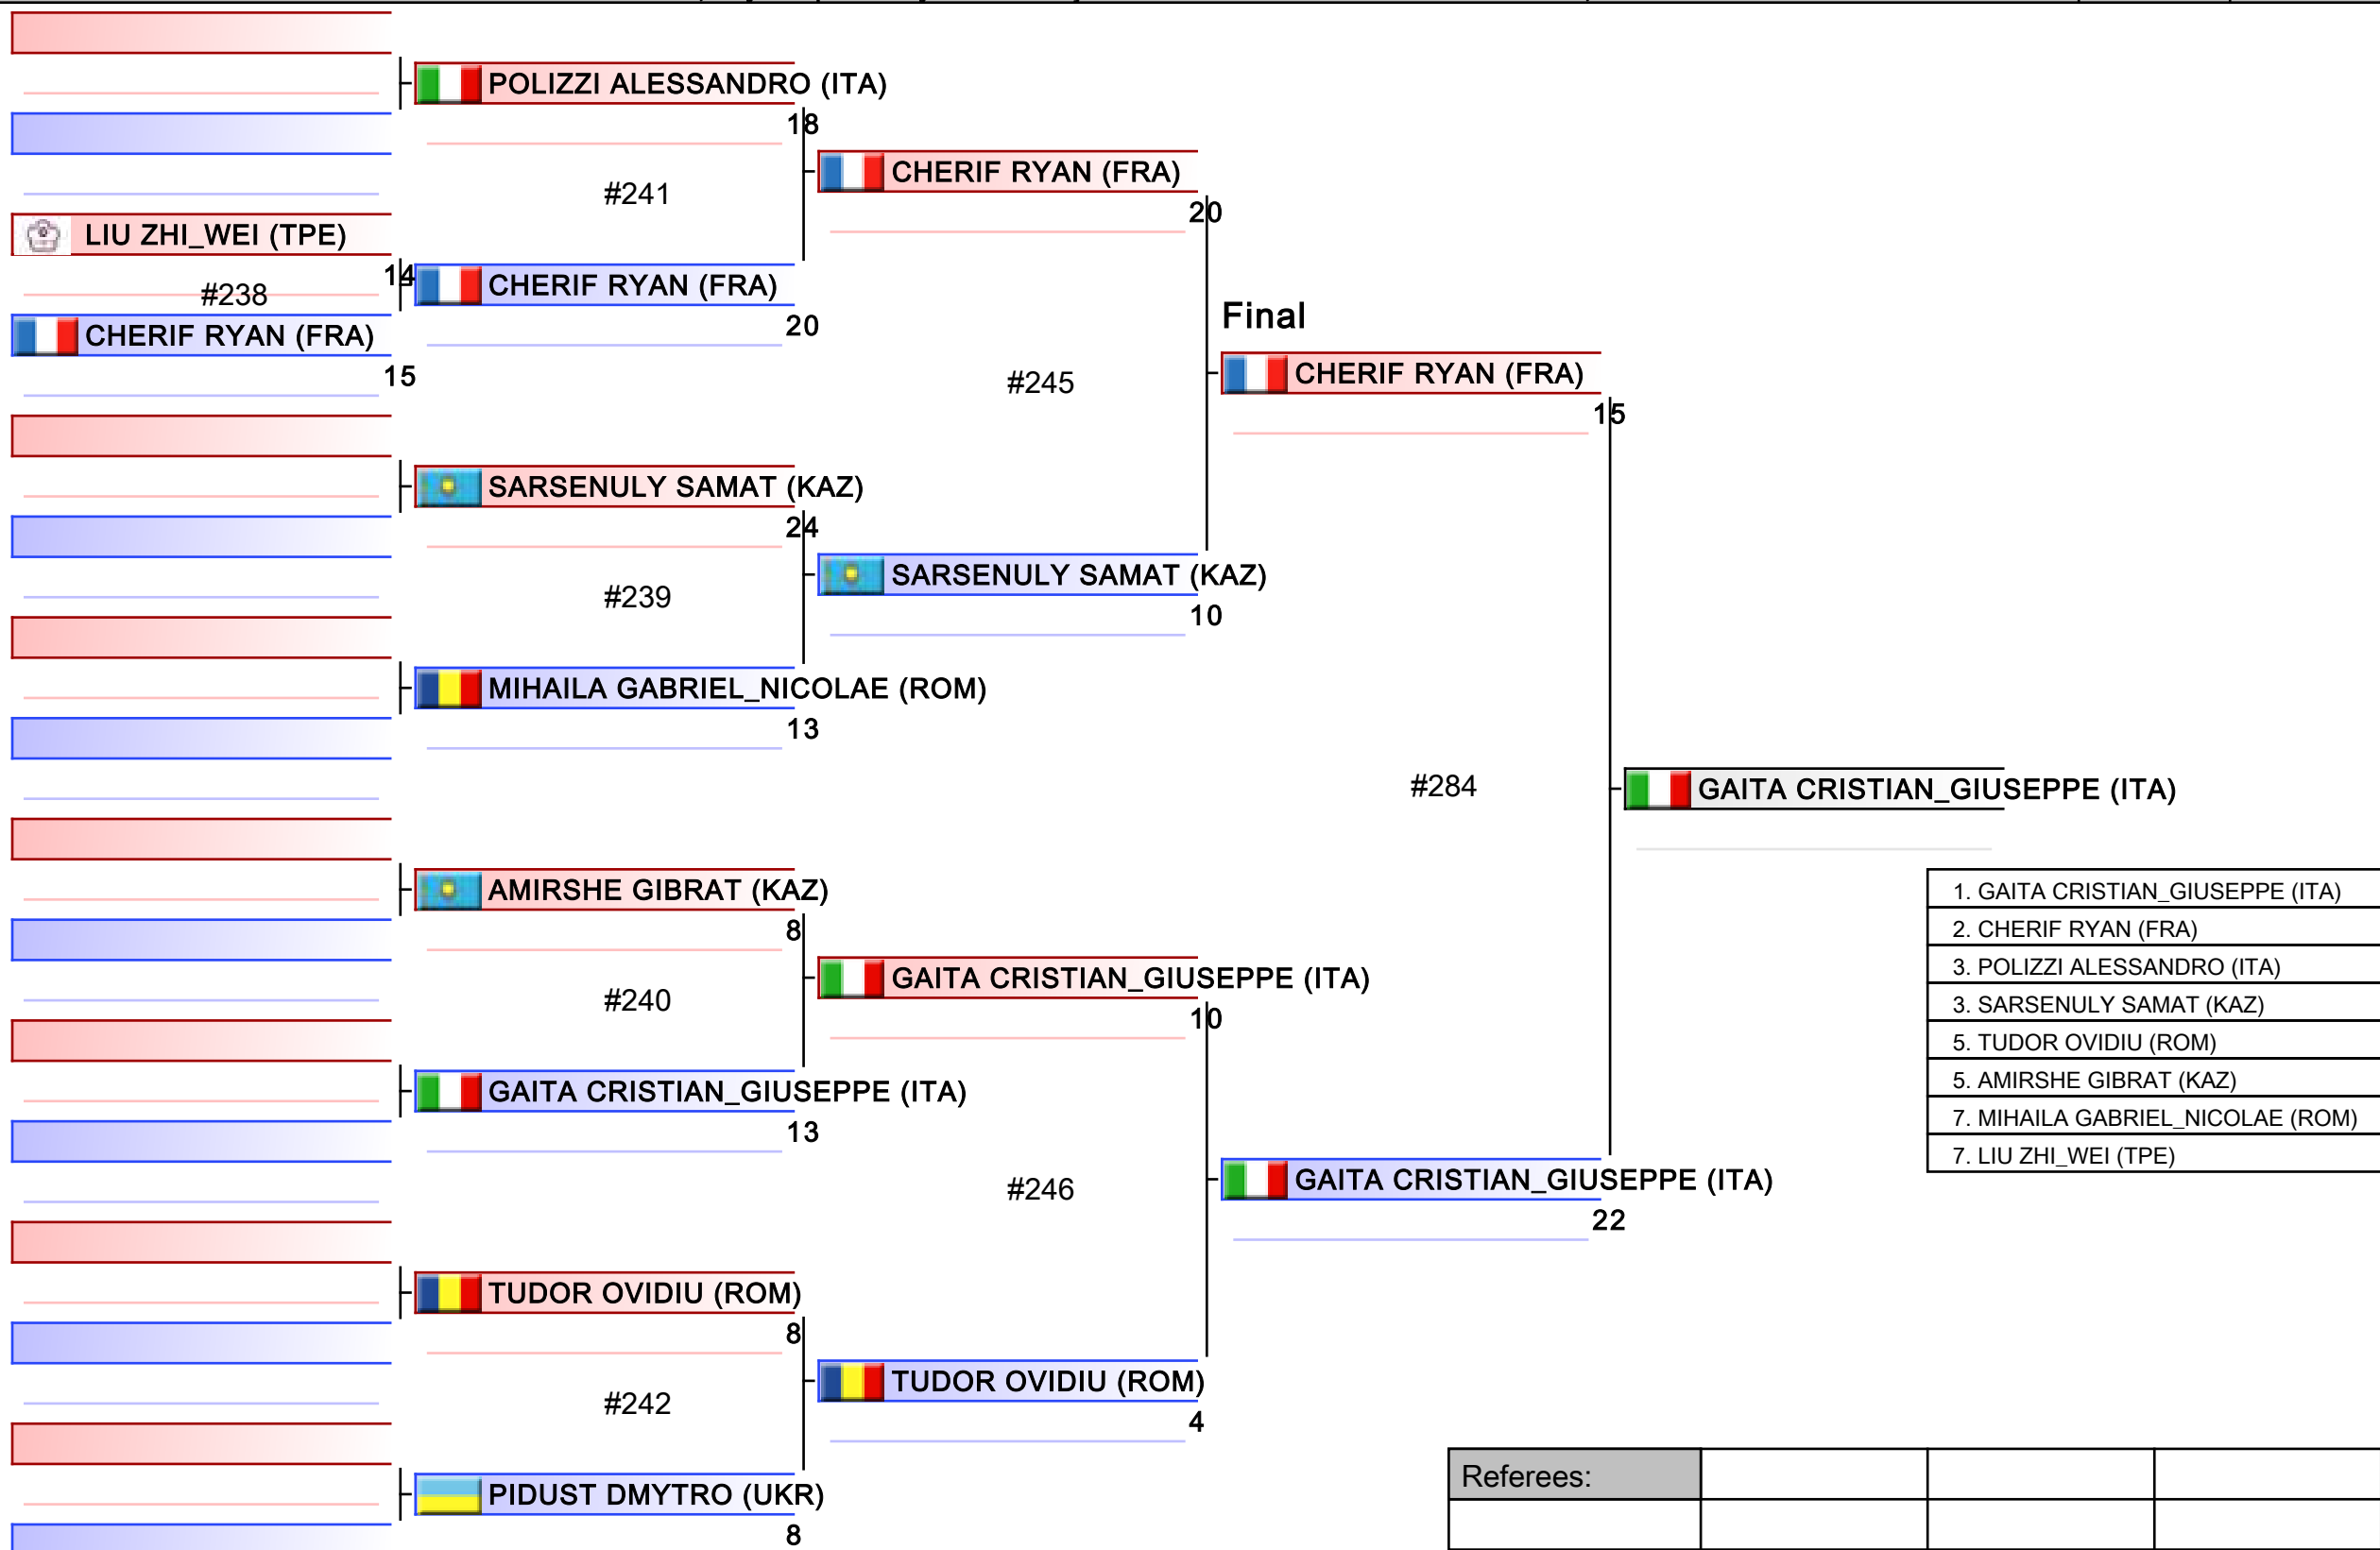 POLIZZI ALESSANDRO (ITA)
18
CHERIF RYAN (FRA)
#241
20
LIU ZHI_WEI (TPE)
14
CHERIF RYAN (FRA)
#238
Final
CHERIF RYAN (FRA)
20
15
#245
CHERIF RYAN (FRA)
15
SARSENULY SAMAT (KAZ)
24
SARSENULY SAMAT (KAZ)
#239
10
MIHAILA GABRIEL_NICOLAE (ROM)
13
#284
GAITA CRISTIAN_GIUSEPPE (ITA)
AMIRSHE GIBRAT (KAZ)
8
GAITA CRISTIAN_GIUSEPPE (ITA)
#240
10
GAITA CRISTIAN_GIUSEPPE (ITA)
13
#246
GAITA CRISTIAN_GIUSEPPE (ITA)
22
1. GAITA CRISTIAN_GIUSEPPE (ITA)
2. CHERIF RYAN (FRA)
3. POLIZZI ALESSANDRO (ITA)
3. SARSENULY SAMAT (KAZ)
5. TUDOR OVIDIU (ROM)
5. AMIRSHE GIBRAT (KAZ)
7. MIHAILA GABRIEL_NICOLAE (ROM)
7. LIU ZHI_WEI (TPE)
TUDOR OVIDIU (ROM)
8
TUDOR OVIDIU (ROM)
#242
4
PIDUST DMYTRO (UKR)
8
Referees: